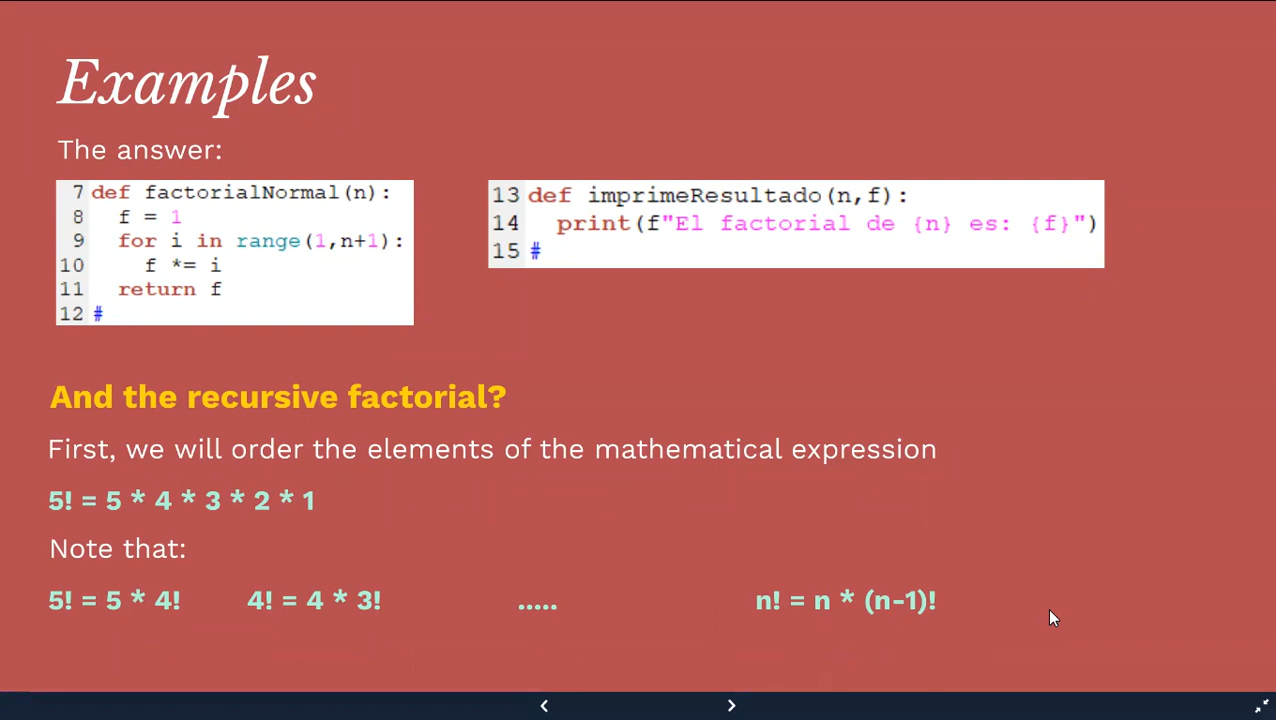 Examples
The answer:
7 def factorialNormal(n):
8 f = 1
9 for i in range(1,n+1):
10 f *= i
11 return f
12 #
13 def imprimeResultado(n,f):
14 print(f"El factorial de {n} es: {f}")
15 #
And the recursive factorial?
First, we will order the elements of the mathematical expression
5! = 5 * 4 * 3 * 2 * 1
Note that:
5! = 5 * 4! 4! = 4 * 3! ..... n! = n * (n-1)!